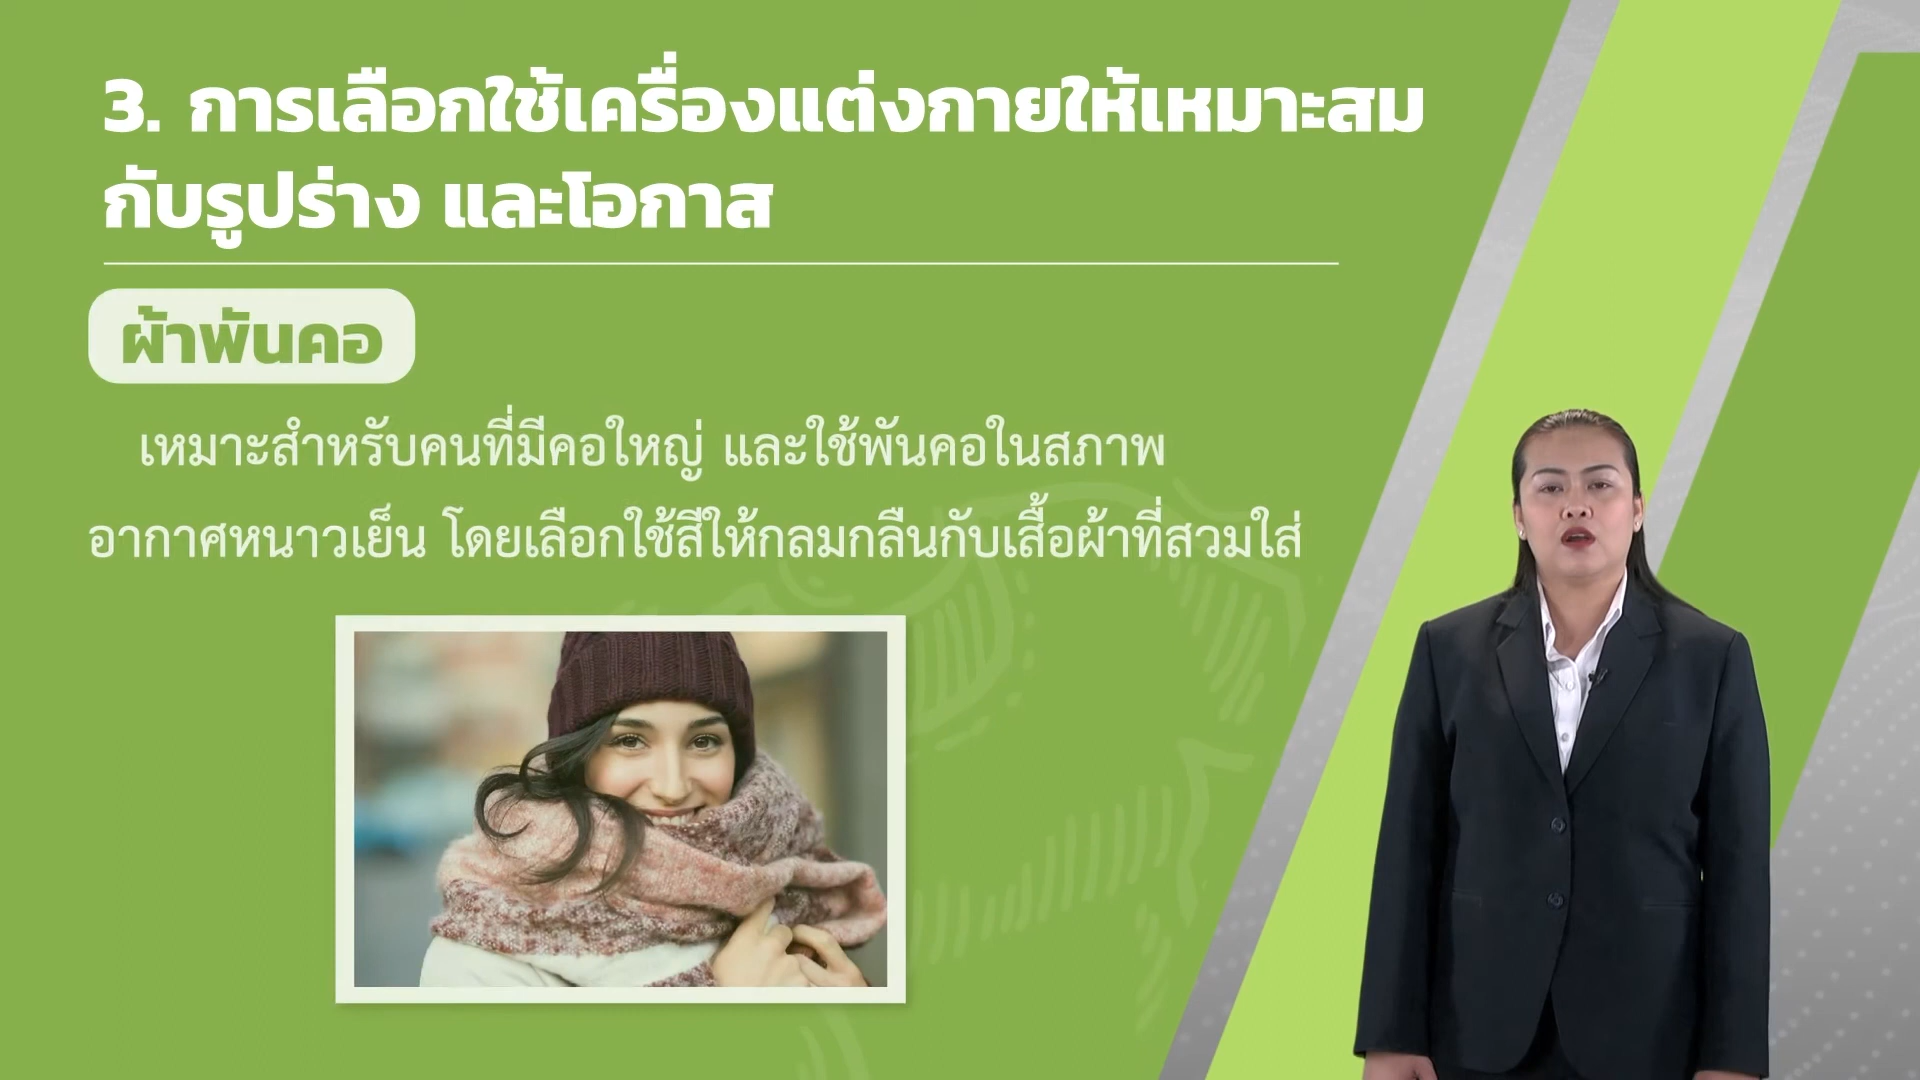 3. การเลือกใช้เครื่องแต่งกายให้เหมาะสม
กับรูปร่าง และโอกาส
ผ้าพันคอ
เหมาะสำหรับคนที่มีคอใหญ่ และใช้พันคอในสภาพ
อากาศหนาวเย็น โดยเลือกใช้สีให้กลมกลืนกับเสื้อผ้าที่สวมใส่